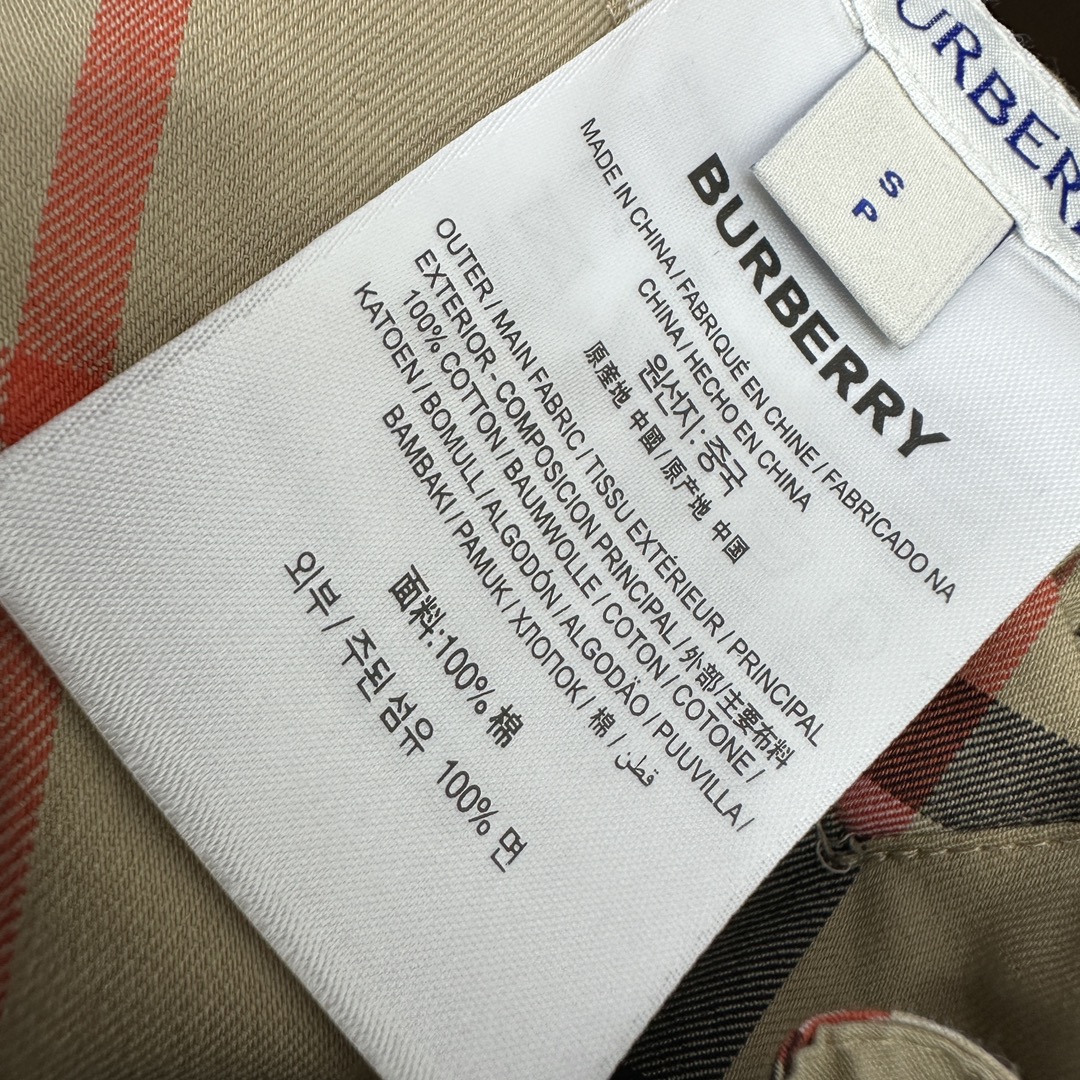 BURBERRY
S
P
BURBERRY
MADE IN CHINA / FABRIQUÉ EN CHINE / FABRICADO NA
CHINA / HECHO EN CHINA
원산지: 중국
原産地 中國 / 原产地 中国
OUTER / MAIN FABRIC / TISSU EXTÉRIEUR / PRINCIPAL
EXTERIOR - COMPOSICION PRINCIPAL / 外部/主要布料
100% COTTON / BAUMWOLLE / COTON / COTONE /
KATOEN / BOMULL / ALGODÓN / ALGODÃO / PUUVILLA /
BAMBAKI / PAMUK / ХЛОПОК / 棉 / قطن
面料:100% 棉
외부 / 주된 섬유 100% 면